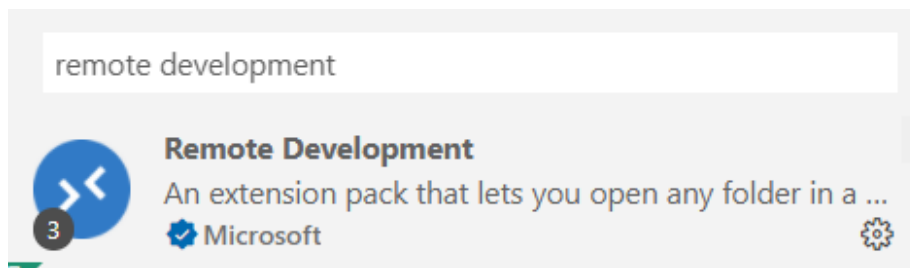 remote development
Remote Development
An extension pack that lets you open any folder in a ...
3
Microsoft